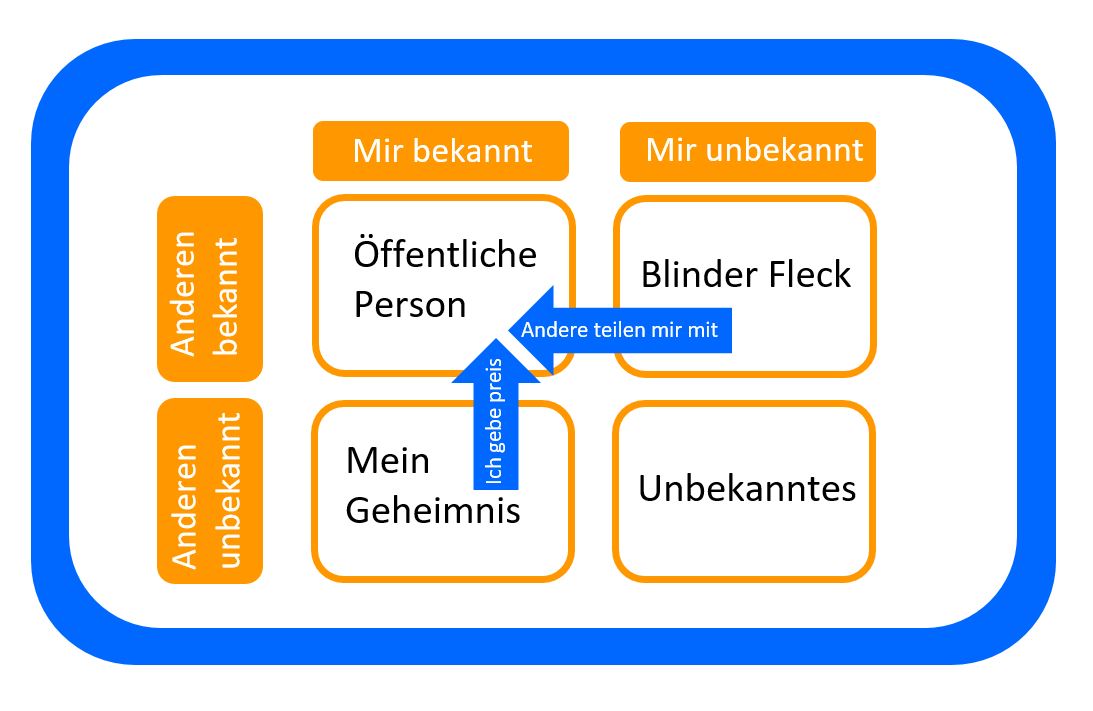 Mir bekannt
Mir unbekannt
Anderen
bekannt
Öffentliche
Person
Blinder Fleck
Andere teilen mir mit
Ich gebe preis
Anderen
unbekannt
Mein
Geheimnis
Unbekanntes